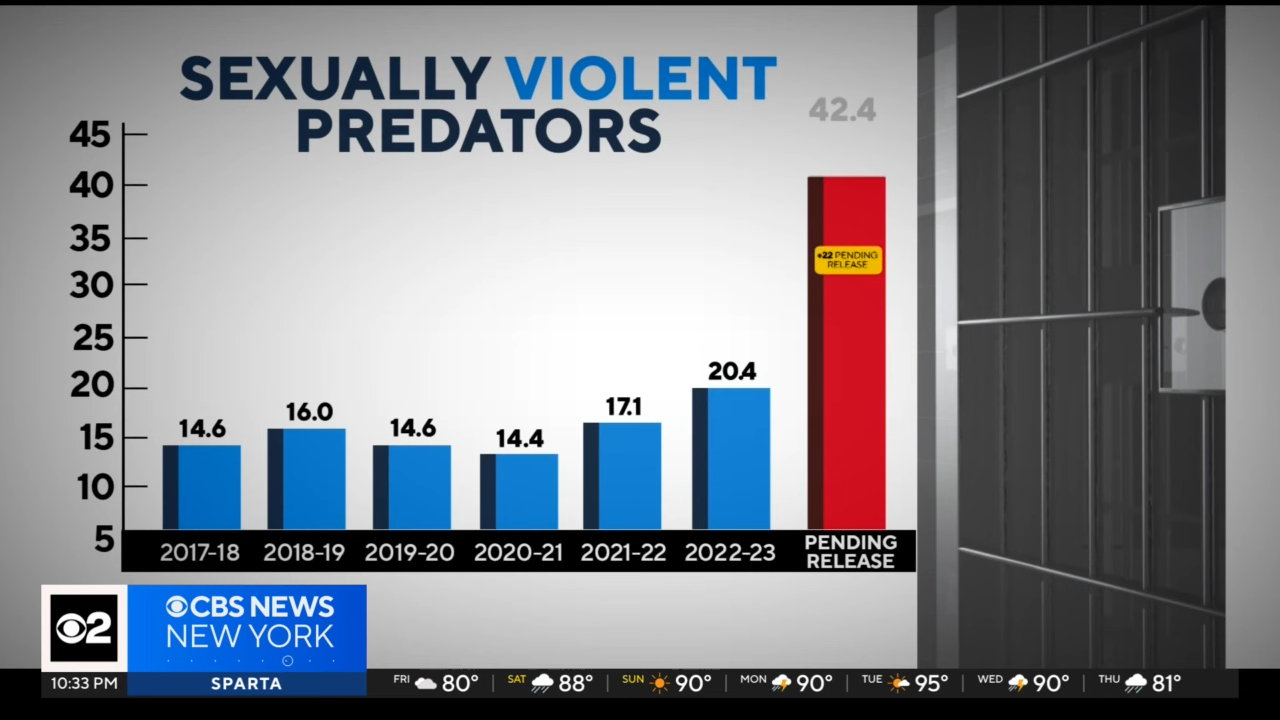 SEXUALLY VIOLENT
PREDATORS
42.4
45
40
35
30
25
20
15
10
5
14.6
16.0
14.6
14.4
17.1
20.4
+22 PENDING
RELEASE
2017-18 2018-19 2019-20 2020-21 2021-22 2022-23
PENDING
RELEASE
2
CBS NEWS
NEW YORK
10:33 PM SPARTA FRI 80° SAT 88° SUN 90° MON 90° TUE 95° WED 90° THU 81°